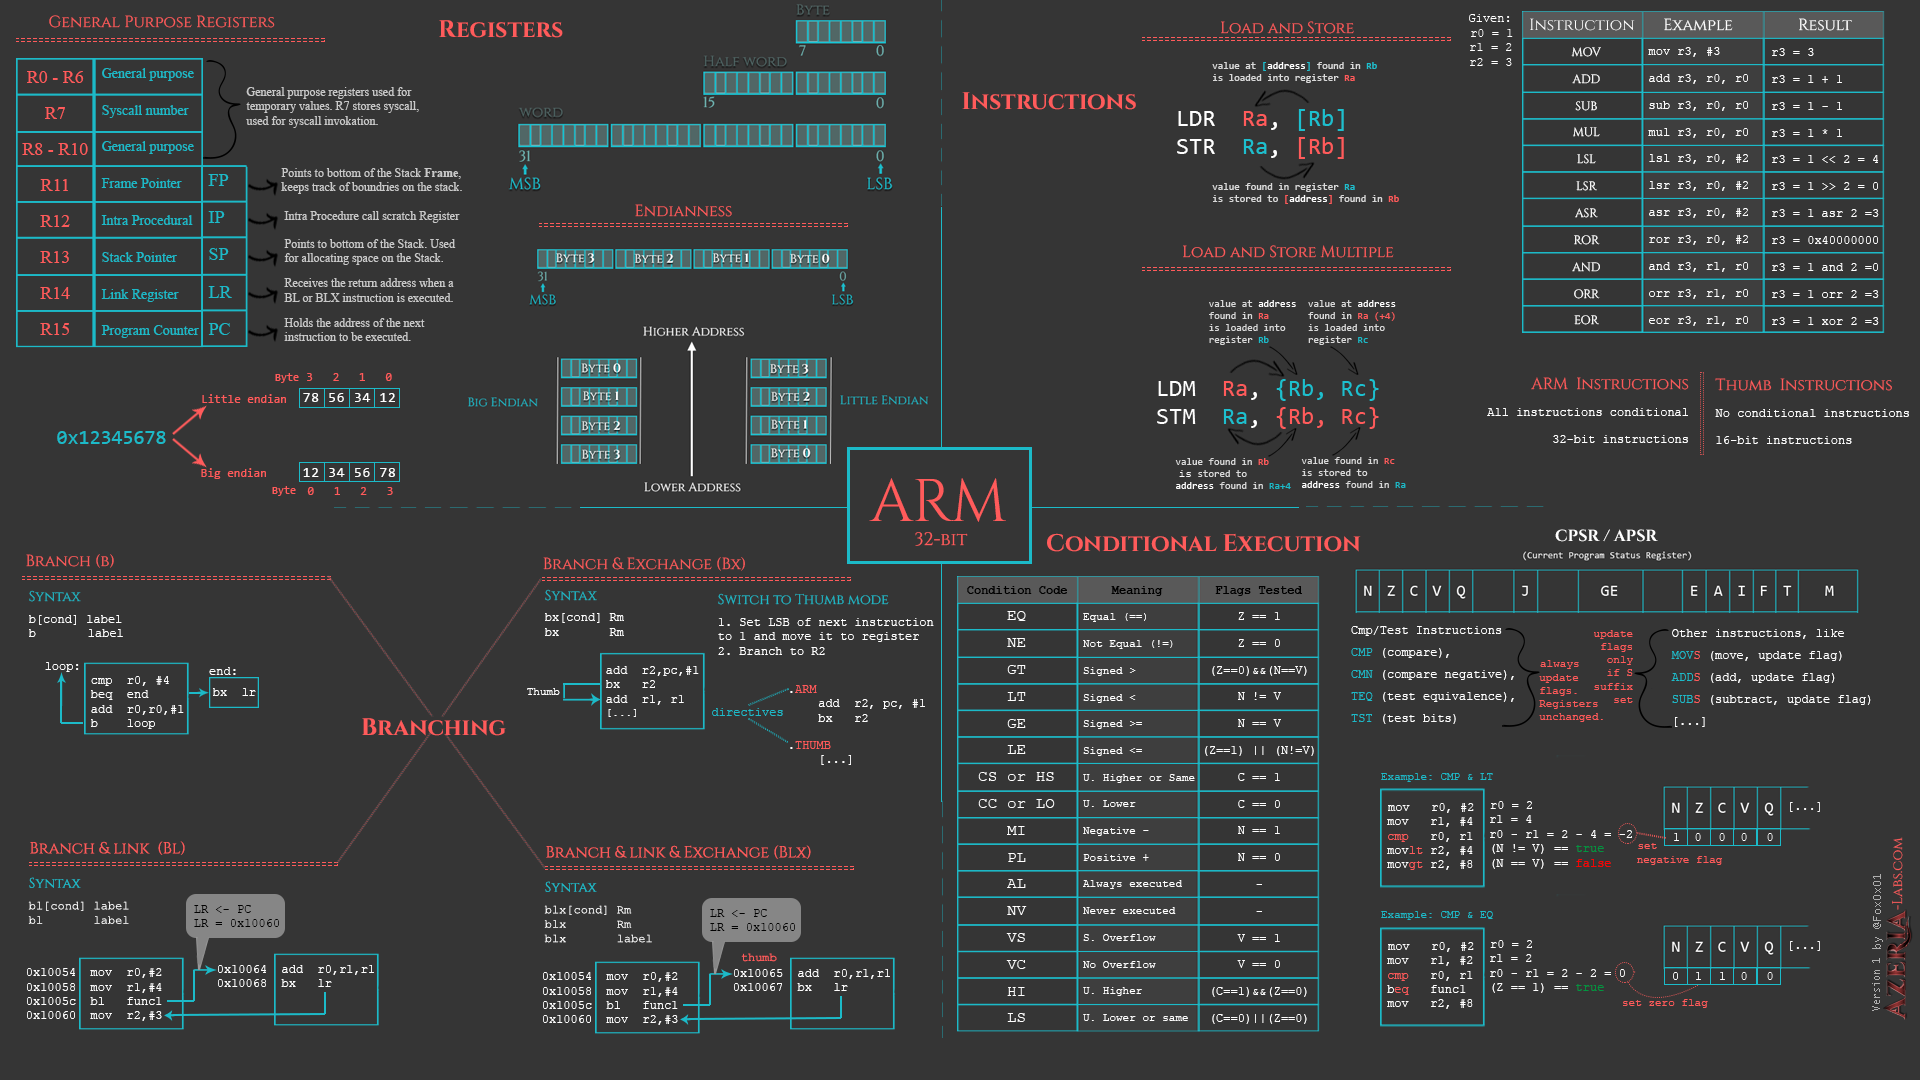 GENERAL PURPOSE REGISTERS
R0 - R6 General purpose
R7 Syscall number
R8 - R10 General purpose
R11 Frame Pointer FP
R12 Intra Procedural IP
R13 Stack Pointer SP
R14 Link Register LR
R15 Program Counter PC
General purpose registers used for
temporary values. R7 stores syscall,
used for syscall invokation.
Points to bottom of the Stack Frame,
keeps track of boundries on the stack.
Intra Procedure call scratch Register
Points to bottom of the Stack. Used
for allocating space on the Stack.
Receives the return address when a
BL or BLX instruction is executed.
Holds the address of the next
instruction to be executed.
0x12345678
Byte 3 2 1 0
Little endian 78 56 34 12
Big endian 12 34 56 78
Byte 0 1 2 3
REGISTERS
BYTE
7 0
HALF WORD
15 0
WORD
31 0
MSB LSB
ENDIANNESS
BYTE 3 BYTE 2 BYTE 1 BYTE 0
31 0
MSB LSB
HIGHER ADDRESS
BIG ENDIAN
BYTE 0
BYTE 1
BYTE 2
BYTE 3
BYTE 3
BYTE 2
BYTE 1
BYTE 0
LITTLE ENDIAN
LOWER ADDRESS
ARM
32-BIT
INSTRUCTIONS
LOAD AND STORE
value at [address] found in Rb
is loaded into register Ra
LDR Ra, [Rb]
STR Ra, [Rb]
value found in register Ra
is stored to [address] found in Rb
LOAD AND STORE MULTIPLE
value at address
found in Ra
is loaded into
register Rb
value at address
found in Ra (+4)
is loaded into
register Rc
LDM Ra, {Rb, Rc}
STM Ra, {Rb, Rc}
value found in Rb
is stored to
address found in Ra+4
value found in Rc
is stored to
address found in Ra
Given:
r0 = 1
r1 = 2
r2 = 3
INSTRUCTION EXAMPLE RESULT
MOV mov r3, #3 r3 = 3
ADD add r3, r0, r0 r3 = 1 + 1
SUB sub r3, r0, r0 r3 = 1 - 1
MUL mul r3, r0, r0 r3 = 1 * 1
LSL lsl r3, r0, #2 r3 = 1 << 2 = 4
LSR lsr r3, r0, #2 r3 = 1 >> 2 = 0
ASR asr r3, r0, #2 r3 = 1 asr 2 =3
ROR ror r3, r0, #2 r3 = 0x40000000
AND and r3, r1, r0 r3 = 1 and 2 =0
ORR orr r3, r1, r0 r3 = 1 orr 2 =3
EOR eor r3, r1, r0 r3 = 1 xor 2 =3
ARM INSTRUCTIONS
All instructions conditional
32-bit instructions
THUMB INSTRUCTIONS
No conditional instructions
16-bit instructions
BRANCHING
BRANCH (B)
SYNTAX
b[cond] label
b label
loop:
cmp r0, #4
beq end
add r0,r0,#1
b loop
end:
bx lr
BRANCH & EXCHANGE (BX)
SYNTAX
bx[cond] Rm
bx Rm
Thumb
add r2,pc,#1
bx r2
add r1, r1
[...]
SWITCH TO THUMB MODE
1. Set LSB of next instruction
to 1 and move it to register
2. Branch to R2
directives
.ARM
add r2, pc, #1
bx r2
.THUMB
[...]
BRANCH & LINK (BL)
SYNTAX
bl[cond] label
bl label
LR <- PC
LR = 0x10060
0x10054 mov r0,#2
0x10058 mov r1,#4
0x1005c bl func1
0x10060 mov r2,#3
0x10064 add r0,r1,r1
0x10068 bx lr
BRANCH & LINK & EXCHANGE (BLX)
SYNTAX
blx[cond] Rm
blx Rm
blx label
LR <- PC
LR = 0x10060
0x10054 mov r0,#2
0x10058 mov r1,#4
0x1005c bl func1
0x10060 mov r2,#3
thumb
0x10065 add r0,r1,r1
0x10067 bx lr
CONDITIONAL EXECUTION
Condition Code Meaning Flags Tested
EQ Equal (==) Z == 1
NE Not Equal (!=) Z == 0
GT Signed > (Z==0)&&(N==V)
LT Signed < N != V
GE Signed >= N == V
LE Signed <= (Z==1) || (N!=V)
CS or HS U. Higher or Same C == 1
CC or LO U. Lower C == 0
MI Negative - N == 1
PL Positive + N == 0
AL Always executed -
NV Never executed -
VS S. Overflow V == 1
VC No Overflow V == 0
HI U. Higher (C==1)&&(Z==0)
LS U. Lower or same (C==0)||(Z==0)
CPSR / APSR
(Current Program Status Register)
N Z C V Q J GE E A I F T M
Cmp/Test Instructions
CMP (compare),
CMN (compare negative),
TEQ (test equivalence),
TST (test bits)
always
update
flags.
Registers
unchanged.
update
flags
only
if S
suffix
set
Other instructions, like
MOVS (move, update flag)
ADDS (add, update flag)
SUBS (subtract, update flag)
[...]
Example: CMP & LT
mov r0, #2 r0 = 2
mov r1, #4 r1 = 4
cmp r0, r1 r0 - r1 = 2 - 4 = -2
movlt r2, #4 (N != V) == true
movgt r2, #8 (N == V) == false
set
negative flag
N Z C V Q [...]
1 0 0 0 0
Example: CMP & EQ
mov r0, #2 r0 = 2
mov r1, #2 r1 = 2
cmp r0, r1 r0 - r1 = 2 - 2 = 0
beq func1 (Z == 1) == true
mov r2, #8
set zero flag
N Z C V Q [...]
0 1 1 0 0
Version 1 by @Fox0x01
AZERIA-LABS.COM